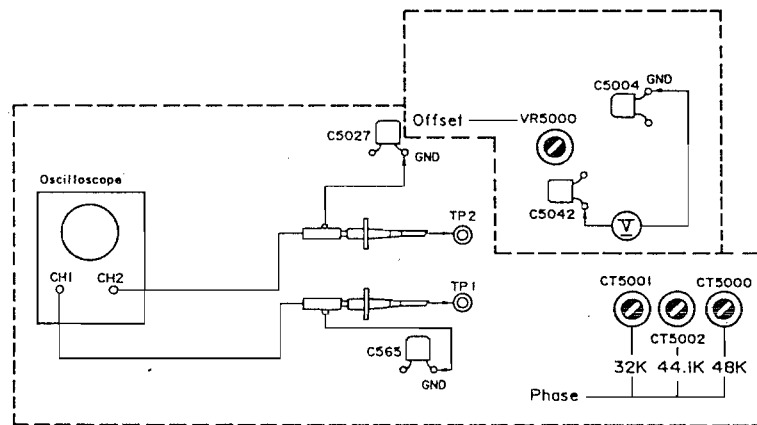 C5004
GND
Offset
VR5000
C5027
GND
Oscilloscope
C5042
V
TP2
CH1
CH2
TP1
CT5001
CT5000
C565
CT5002
32K
44.1K
48K
GND
Phase